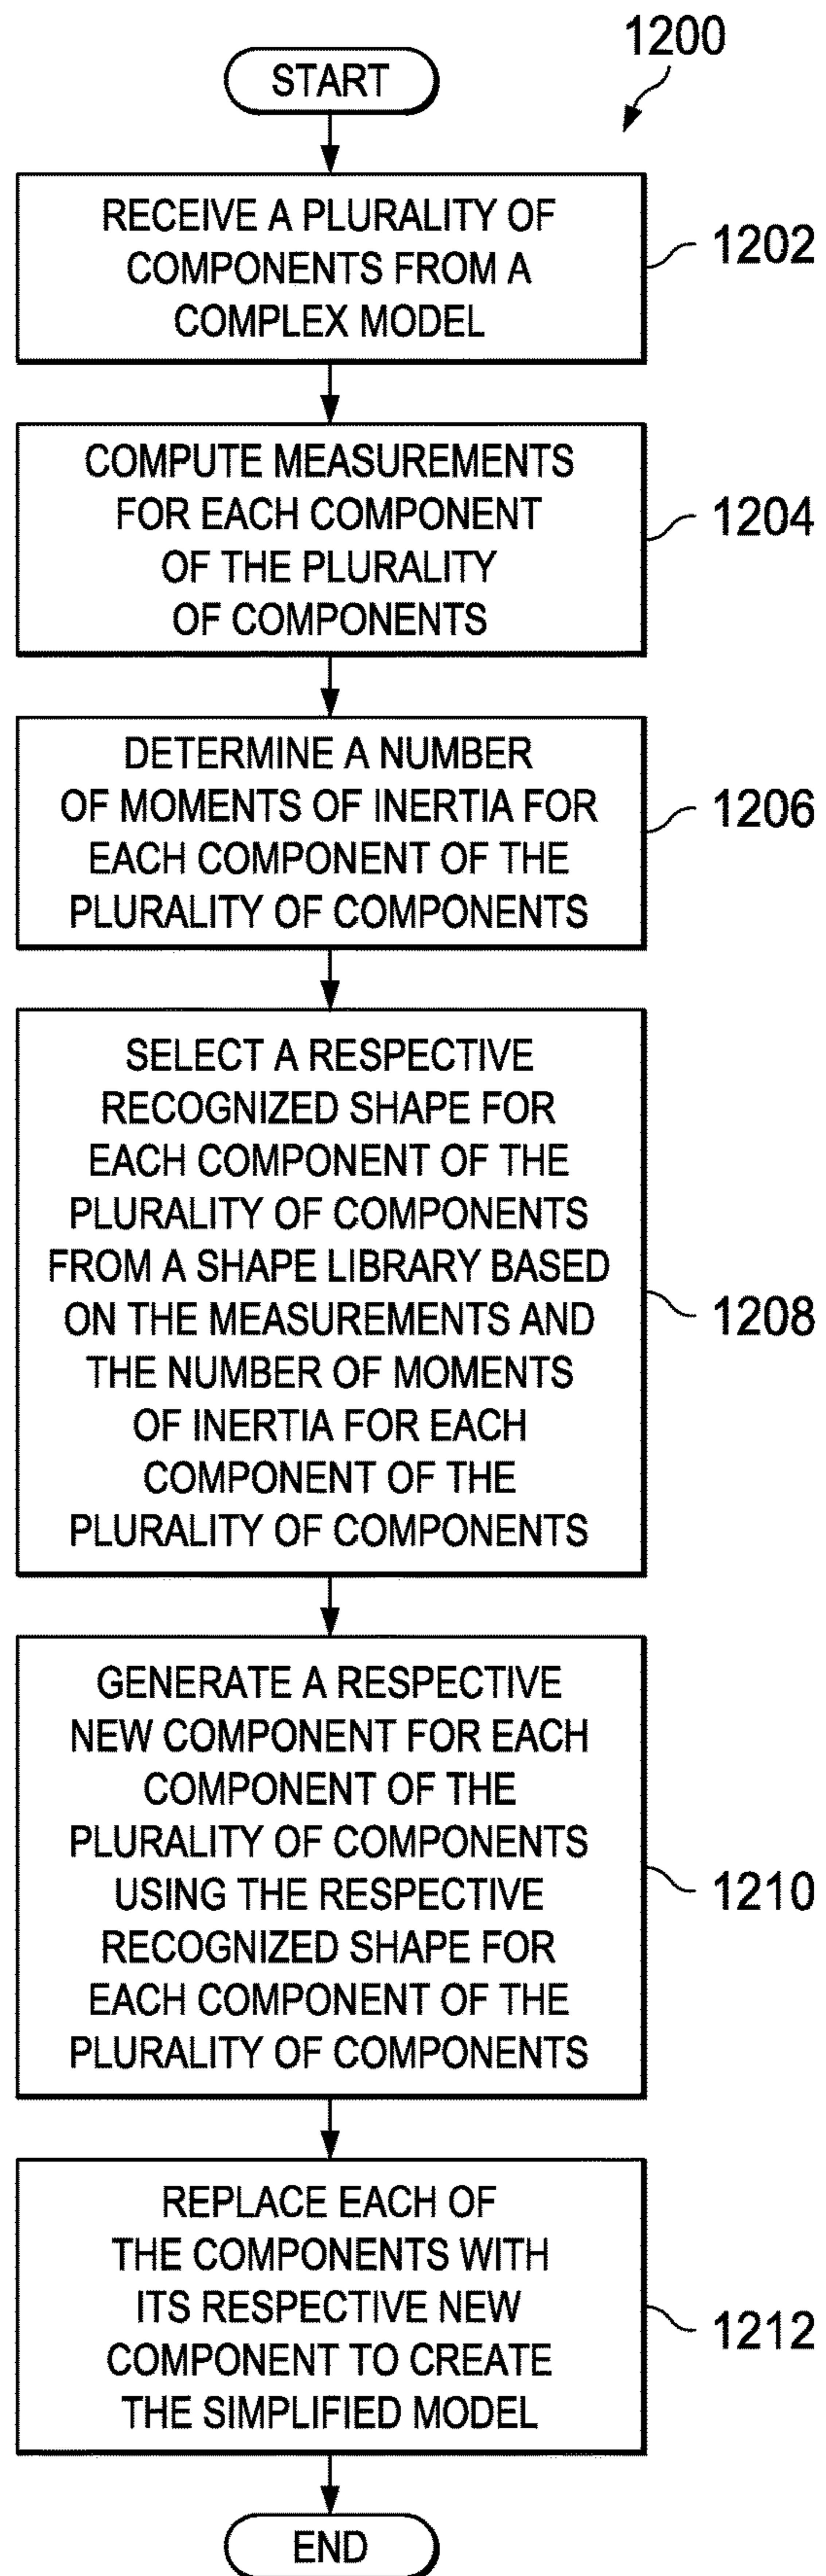 1200
START
RECEIVE A PLURALITY OF
COMPONENTS FROM A
COMPLEX MODEL
1202
COMPUTE MEASUREMENTS
FOR EACH COMPONENT
OF THE PLURALITY
OF COMPONENTS
1204
DETERMINE A NUMBER
OF MOMENTS OF INERTIA FOR
EACH COMPONENT OF THE
PLURALITY OF COMPONENTS
1206
SELECT A RESPECTIVE
RECOGNIZED SHAPE FOR
EACH COMPONENT OF THE
PLURALITY OF COMPONENTS
FROM A SHAPE LIBRARY BASED
ON THE MEASUREMENTS AND
THE NUMBER OF MOMENTS
OF INERTIA FOR EACH
COMPONENT OF THE
PLURALITY OF COMPONENTS
1208
GENERATE A RESPECTIVE
NEW COMPONENT FOR EACH
COMPONENT OF THE
PLURALITY OF COMPONENTS
USING THE RESPECTIVE
RECOGNIZED SHAPE FOR
EACH COMPONENT OF THE
PLURALITY OF COMPONENTS
1210
REPLACE EACH OF
THE COMPONENTS WITH
ITS RESPECTIVE NEW
COMPONENT TO CREATE
THE SIMPLIFIED MODEL
1212
END